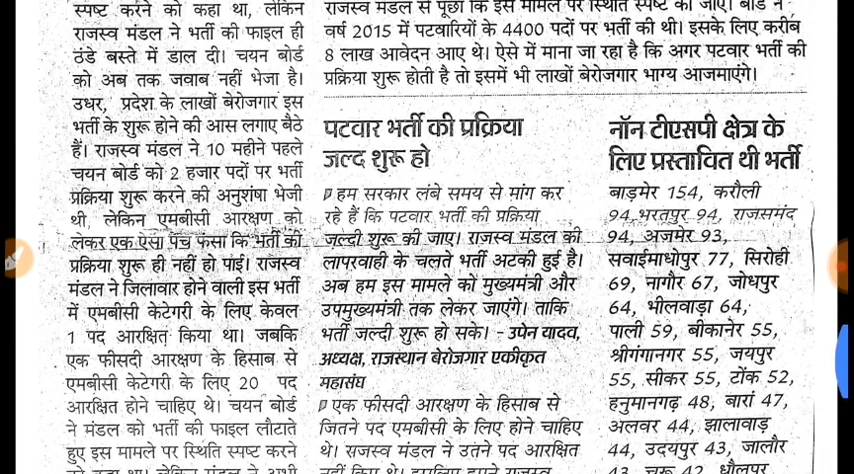 स्पष्ट करने को कहा था, लेकिन
राजस्व मंडल ने भर्ती की फाइल ही
ठंडे बस्ते में डाल दी। चयन बोर्ड
को अब तक जवाब नहीं भेजा है।
उधर, प्रदेश के लाखों बेरोजगार इस
भर्ती के शुरू होने की आस लगाए बैठे
हैं। राजस्व मंडल ने 10 महीने पहले
चयन बोर्ड को 2 हजार पदों पर भर्ती
प्रक्रिया शुरू करने की अनुशंषा भेजी
थी, लेकिन एमबीसी आरक्षण को
लेकर एक ऐसा पेंच फंसा कि भर्ती की
प्रक्रिया शुरू ही नहीं हो पाई। राजस्व
मंडल ने जिलावार होने वाली इस भर्ती
में एमबीसी केटेगरी के लिए केवल
1 पद आरक्षित किया था। जबकि
एक फीसदी आरक्षण के हिसाब से
एमबीसी केटेगरी के लिए 20 पद
आरक्षित होने चाहिए थे। चयन बोर्ड
ने मंडल को भर्ती की फाइल लौटाते
हुए इस मामले पर स्थिति स्पष्ट करने
राजस्व मंडल से पूछा कि इस मामले पर स्थिति स्पष्ट की जाए। बोर्ड ने
वर्ष 2015 में पटवारियों के 4400 पदों पर भर्ती की थी। इसके लिए करीब
8 लाख आवेदन आए थे। ऐसे में माना जा रहा है कि अगर पटवार भर्ती की
प्रक्रिया शुरू होती है तो इसमें भी लाखों बेरोजगार भाग्य आजमाएंगे।
पटवार भर्ती की प्रक्रिया
जल्द शुरू हो
हम सरकार लंबे समय से मांग कर
रहे हैं कि पटवार भर्ती की प्रक्रिया
जल्दी शुरू की जाए। राजस्व मंडल की
लापरवाही के चलते भर्ती अटकी हुई है।
अब हम इस मामले को मुख्यमंत्री और
उपमुख्यमंत्री तक लेकर जाएंगे। ताकि
भर्ती जल्दी शुरू हो सके। - उपेन यादव,
अध्यक्ष, राजस्थान बेरोजगार एकीकृत
महासंघ
एक फीसदी आरक्षण के हिसाब से
जितने पद एमबीसी के लिए होने चाहिए
थे। राजस्व मंडल ने उतने पद आरक्षित
नॉन टीएसपी क्षेत्र के
लिए प्रस्तावित थी भर्ती
बाड़मेर 154, करौली
94, भरतपुर 94, राजसमंद
94, अजमेर 93,
सवाईमाधोपुर 77, सिरोही
69, नागौर 67, जोधपुर
64, भीलवाड़ा 64,
पाली 59, बीकानेर 55,
श्रीगंगानगर 55, जयपुर
55, सीकर 55, टोंक 52,
हनुमानगढ़ 48, बारां 47,
अलवर 44, झालावाड़
44, उदयपुर 43, जालौर
43, चूरू 42, धौलपुर